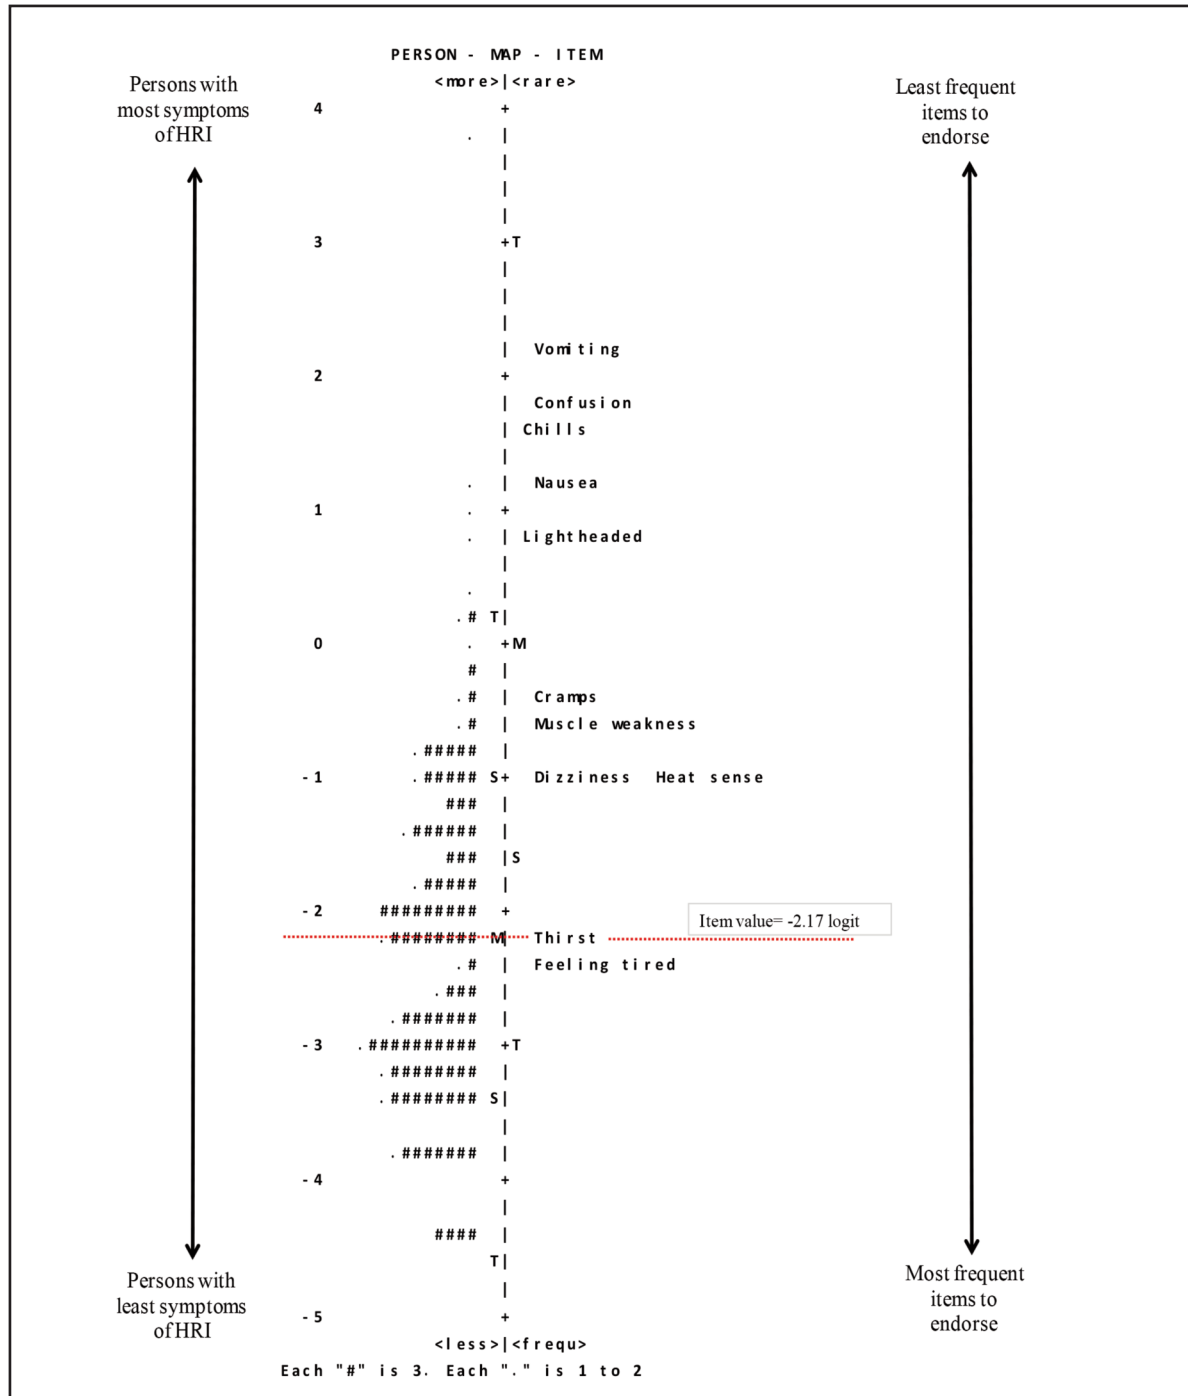 PERSON - MAP - ITEM
<more>|<rare>
Persons with
most symptoms
of HRI
Least frequent
items to
endorse
4 +
. |
|
|
|
3 +T
|
|
|
| Vomiting
2 +
| Confusion
| Chills
|
. | Nausea
1 . +
. | Lightheaded
|
. |
.# T|
0 . +M
# |
.# | Cramps
.# | Muscle weakness
.##### |
-1 .##### S+ Dizziness Heat sense
### |
.###### |
### |S
.##### |
-2 ######### +
Item value= -2.17 logit
.######## M| Thirst
.# | Feeling tired
.### |
.####### |
-3 .########## +T
.######## |
.######## S|
|
.####### |
-4 +
|
#### |
T|
|
-5 +
Persons with
least symptoms
of HRI
Most frequent
items to
endorse
<less>|<frequ>
Each "#" is 3. Each "." is 1 to 2